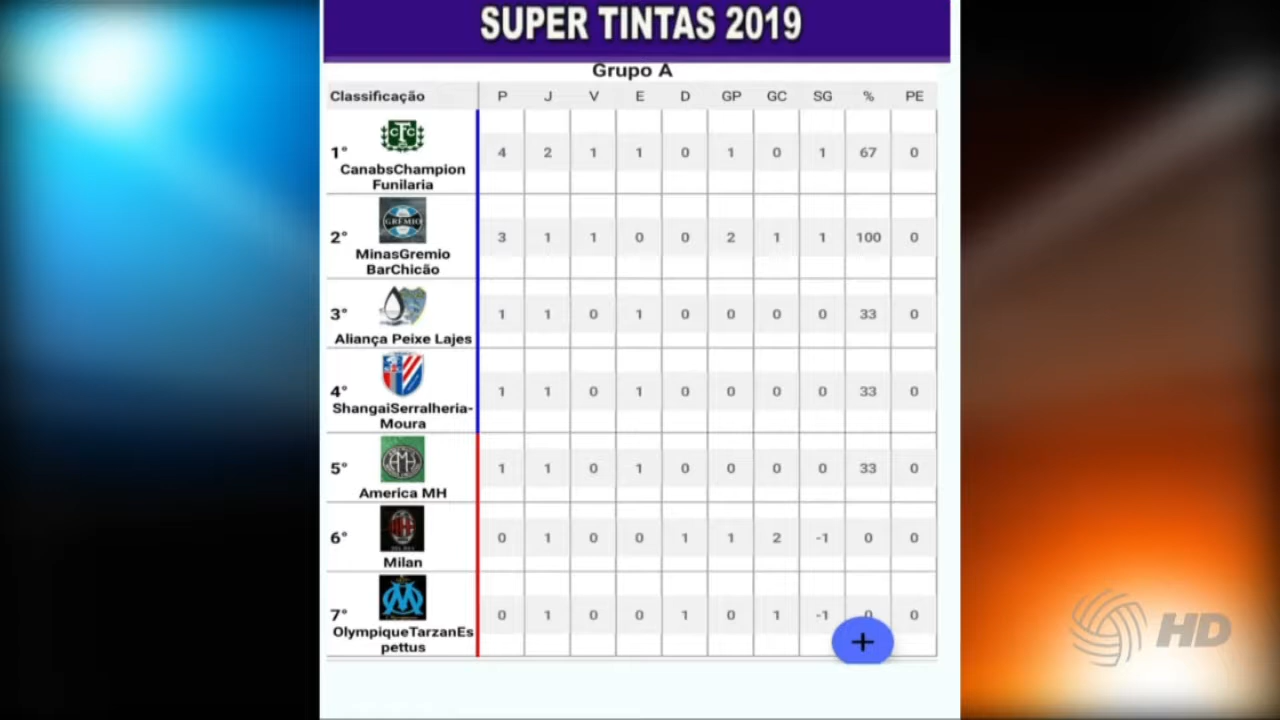 SUPER TINTAS 2019
Grupo A
Classificação P J V E D GP GC SG % PE
CFC
1° 4 2 1 1 0 1 0 1 67 0
CanabsChampion
Funilaria
GRÊMIO
2° 3 1 1 0 0 2 1 1 100 0
MinasGremio
BarChicão
3° 1 1 0 1 0 0 0 0 33 0
Aliança Peixe Lajes
4° 1 1 0 1 0 0 0 0 33 0
ShangaiSerralheria-
Moura
5° 1 1 0 1 0 0 0 0 33 0
America MH
6° 0 1 0 0 1 1 2 -1 0 0
Milan
7° 0 1 0 0 1 0 1 -1 0 0
OlympiqueTarzanEs
pettus
+
HD